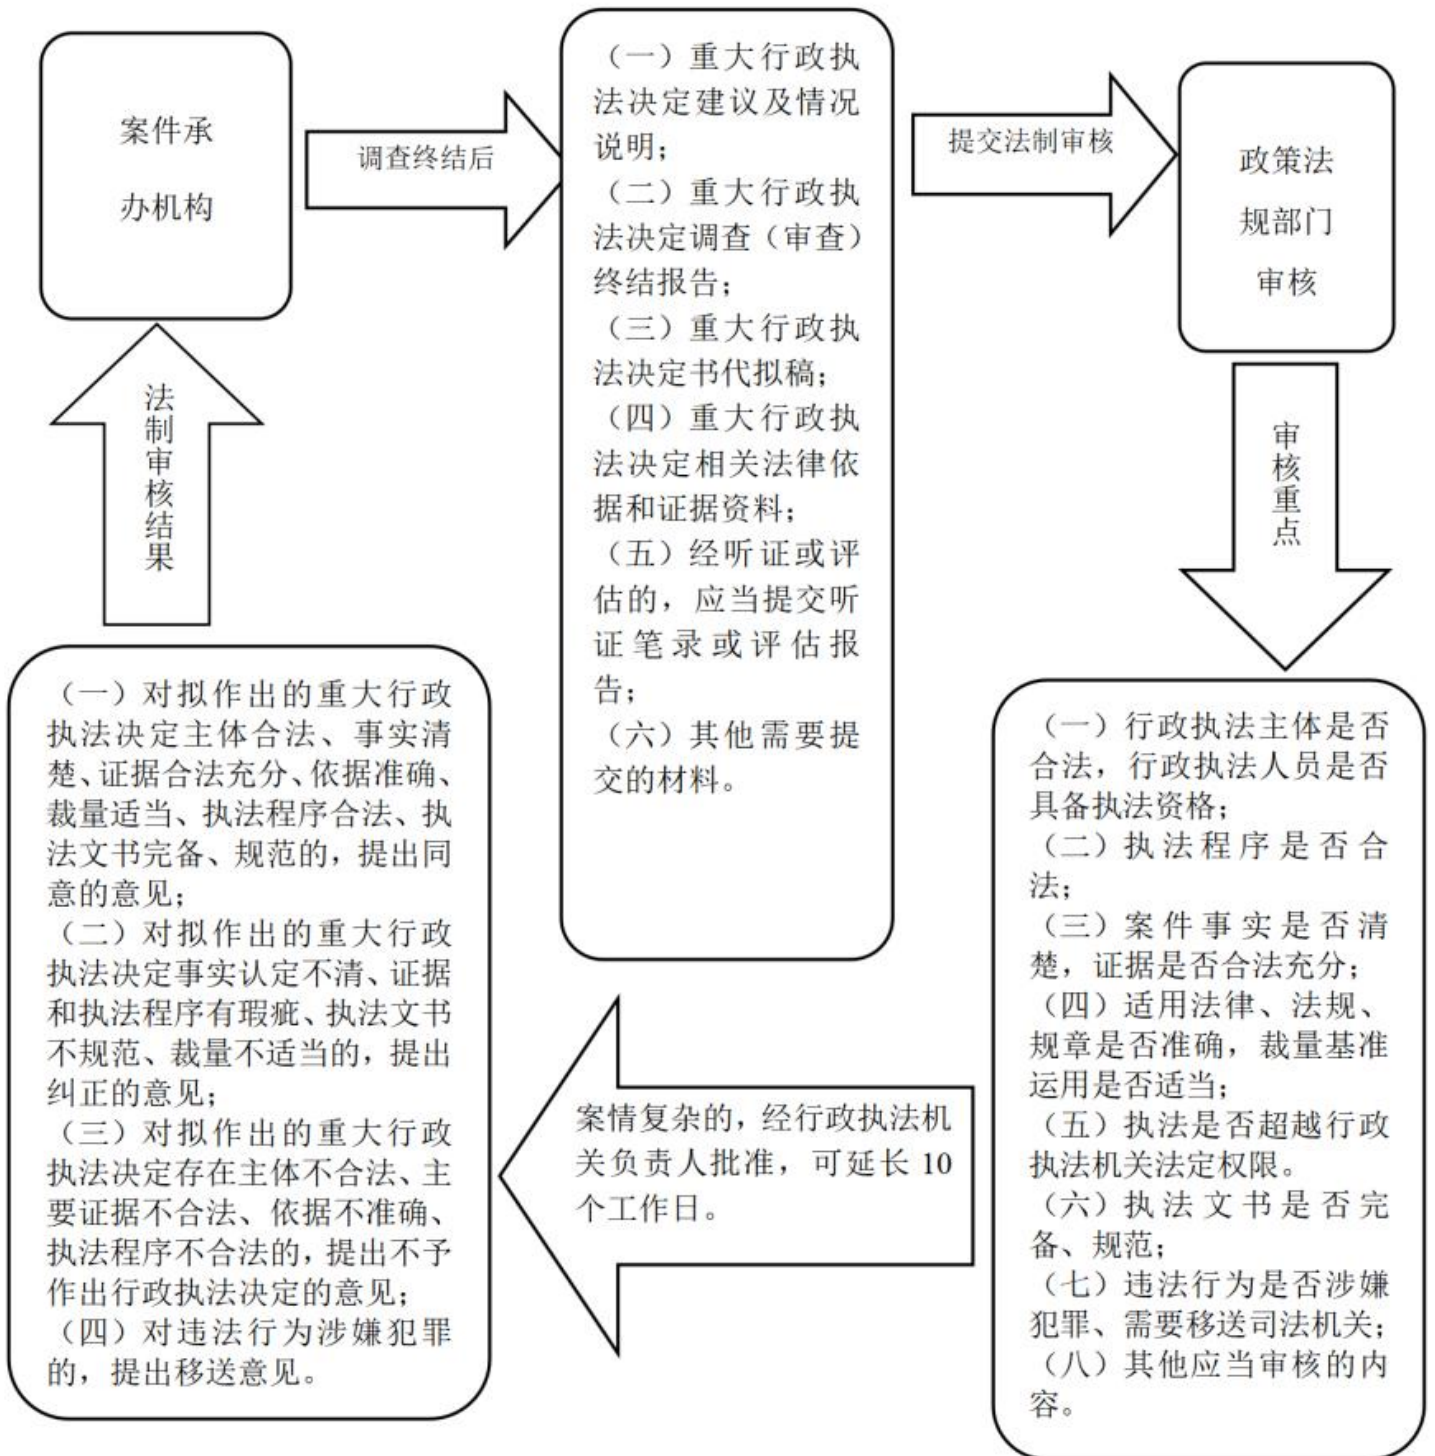 案件承
办机构
调查终结后
（一）重大行政执
法决定建议及情况
说明；
（二）重大行政执
法决定调查（审查）
终结报告；
（三）重大行政执
法决定书代拟稿；
（四）重大行政执
法决定相关法律依
据和证据资料；
（五）经听证或评
估的，应当提交听
证笔录或评估报
告；
（六）其他需要提
交的材料。
提交法制审核
政策法
规部门
审核
审核重点
（一）行政执法主体是否
合法，行政执法人员是否
具备执法资格；
（二）执法程序是否合
法；
（三）案件事实是否清
楚，证据是否合法充分；
（四）适用法律、法规、
规章是否准确，裁量基准
运用是否适当；
（五）执法是否超越行政
执法机关法定权限。
（六）执法文书是否完
备、规范；
（七）违法行为是否涉嫌
犯罪、需要移送司法机关；
（八）其他应当审核的内
容。
案情复杂的，经行政执法机
关负责人批准，可延长 10
个工作日。
（一）对拟作出的重大行政
执法决定主体合法、事实清
楚、证据合法充分、依据准确、
裁量适当、执法程序合法、执
法文书完备、规范的，提出同
意的意见；
（二）对拟作出的重大行政
执法决定事实认定不清、证据
和执法程序有瑕疵、执法文书
不规范、裁量不适当的，提出
纠正的意见；
（三）对拟作出的重大行政
执法决定存在主体不合法、主
要证据不合法、依据不准确、
执法程序不合法的，提出不予
作出行政执法决定的意见；
（四）对违法行为涉嫌犯罪
的，提出移送意见。
法制审核结果